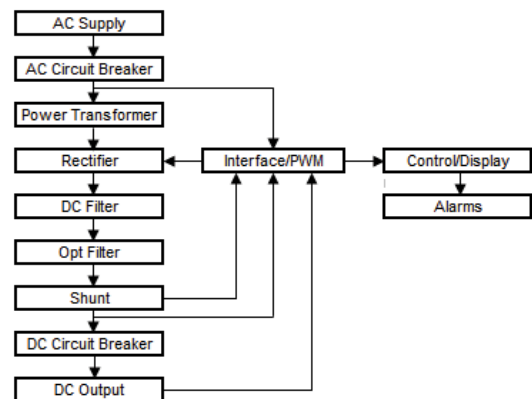 AC Supply
AC Circuit Breaker
Power Transformer
Rectifier
Interface/PWM
Control/Display
DC Filter
Alarms
Opt Filter
Shunt
DC Circuit Breaker
DC Output